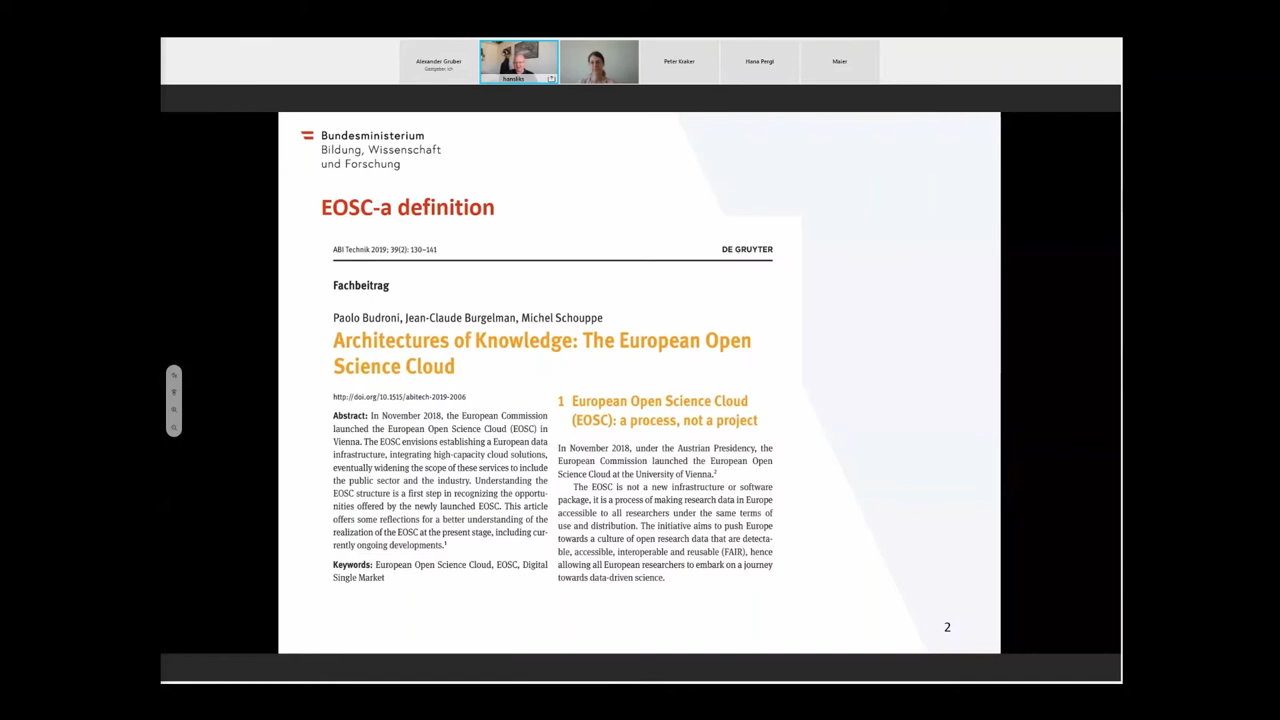 Alexander Gruber
Gastgeber, ich
handiks
Peter Kraker
Hana Pergl
Maier
Bundesministerium
Bildung, Wissenschaft
und Forschung
EOSC-a definition
ABI Technik 2019; 39(2): 130–141
DE GRUYTER
Fachbeitrag
Paolo Budroni, Jean-Claude Burgelman, Michel Schouppe
Architectures of Knowledge: The European Open
Science Cloud
http://doi.org/10.1515/abitech-2019-2006
Abstract: In November 2018, the European Commission
launched the European Open Science Cloud (EOSC) in
Vienna. The EOSC envisions establishing a European data
infrastructure, integrating high-capacity cloud solutions,
eventually widening the scope of these services to include
the public sector and the industry. Understanding the
EOSC structure is a first step in recognizing the opportu-
nities offered by the newly launched EOSC. This article
offers some reflections for a better understanding of the
realization of the EOSC at the present stage, including cur-
rently ongoing developments.1
Keywords: European Open Science Cloud, EOSC, Digital
Single Market
1 European Open Science Cloud
(EOSC): a process, not a project
In November 2018, under the Austrian Presidency, the
European Commission launched the European Open
Science Cloud at the University of Vienna.2
The EOSC is not a new infrastructure or software
package, it is a process of making research data in Europe
accessible to all researchers under the same terms of
use and distribution. The initiative aims to push Europe
towards a culture of open research data that are detecta-
ble, accessible, interoperable and reusable (FAIR), hence
allowing all European researchers to embark on a journey
towards data-driven science.
2